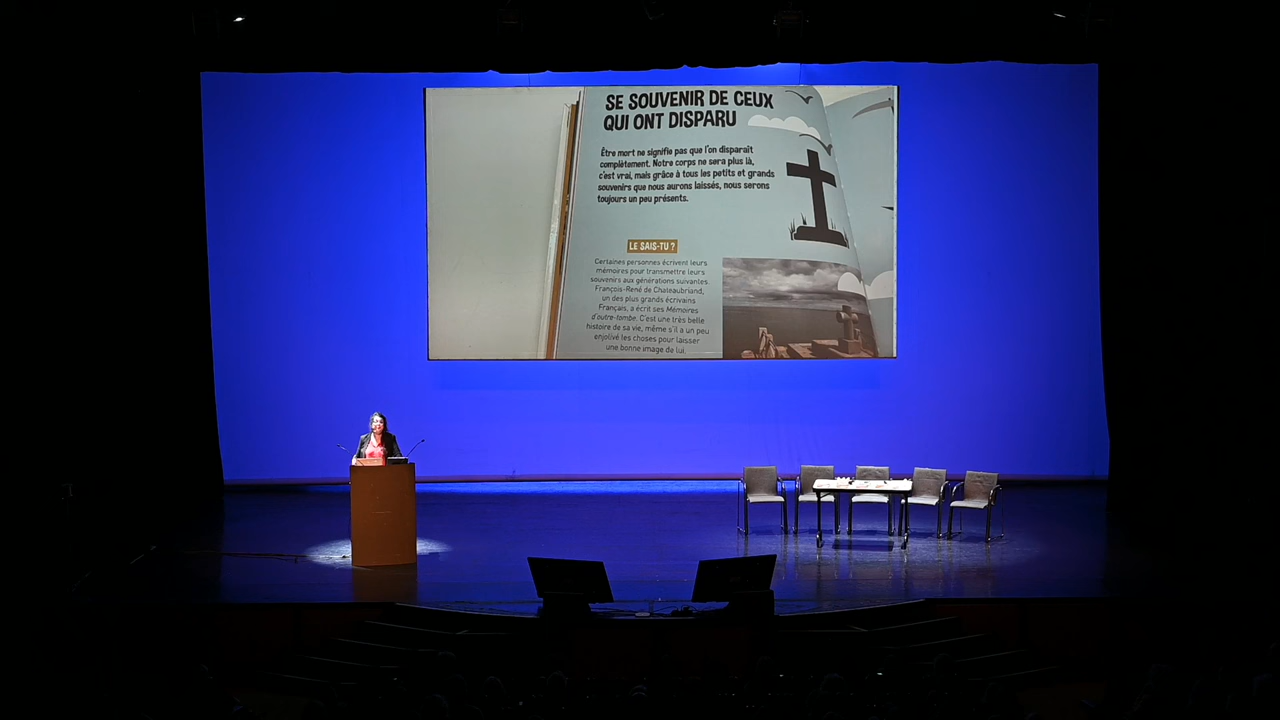 SE SOUVENIR DE CEUX
QUI ONT DISPARU
Être mort ne signifie pas que l'on disparaît
complètement. Notre corps ne sera plus là,
c'est vrai, mais grâce à tous les petits et grands
souvenirs que nous aurons laissés, nous serons
toujours un peu présents.
LE SAIS-TU ?
Certaines personnes écrivent leurs
mémoires pour transmettre leurs
souvenirs aux générations suivantes.
François-René de Chateaubriand,
un des plus grands écrivains
Français, a écrit ses Mémoires
d'outre-tombe. C'est une très belle
histoire de sa vie, même s'il a un peu
enjolivé les choses pour laisser
une bonne image de lui.